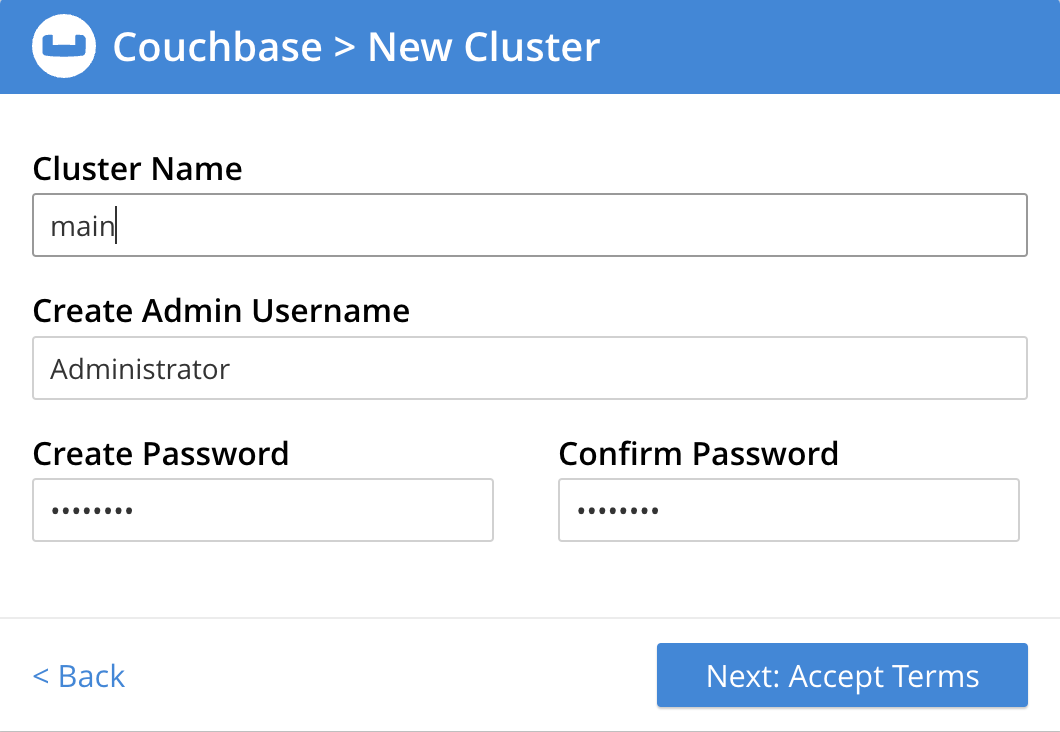 Couchbase > New Cluster
Cluster Name
main
Create Admin Username
Administrator
Create Password Confirm Password
•••••••• ••••••••
< Back Next: Accept Terms